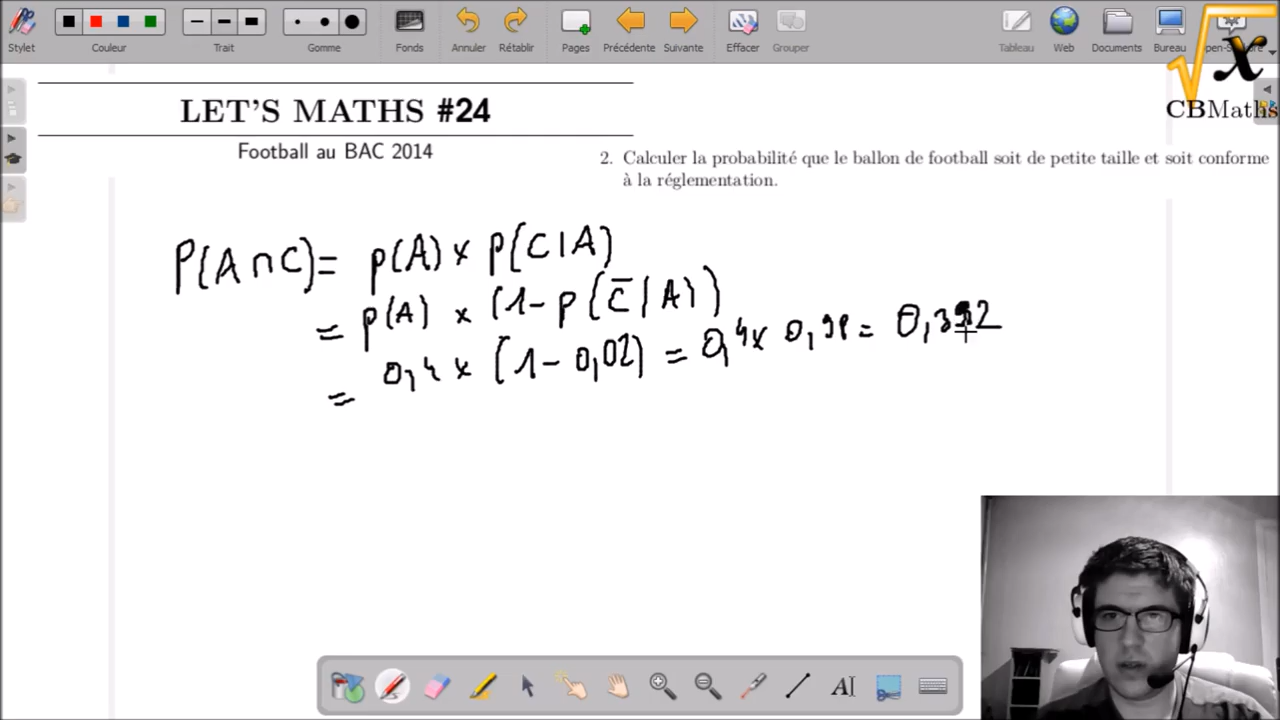 Stylet Couleur Trait Gomme Fonds Annuler Rétablir Pages Précédente Suivante Effacer Grouper Tableau Web Documents Bureau
LET'S MATHS #24
Football au BAC 2014
CBMaths
2. Calculer la probabilité que le ballon de football soit de petite taille et soit conforme
à la réglementation.
P(A∩C)= p(A) × p(C|A)
= p(A) × (1- p(C̅|A))
= 0,4 × (1-0,02) = 0,4 × 0,98 = 0,392